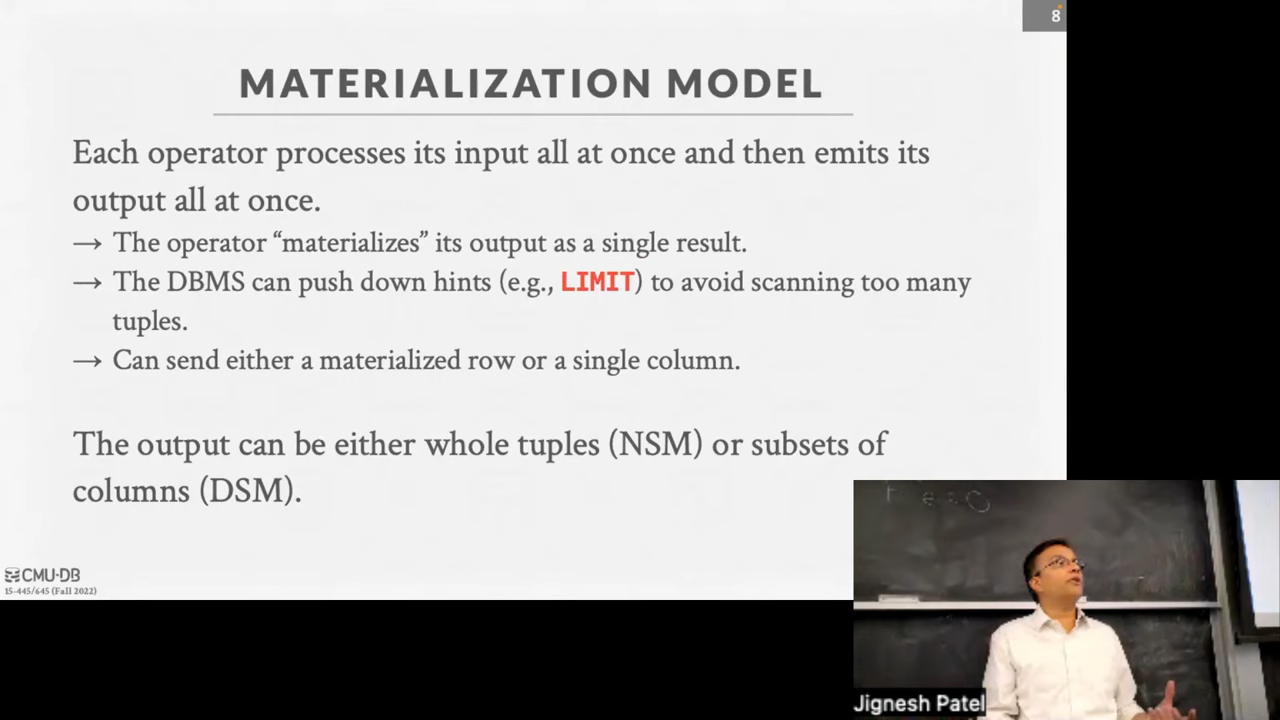 8
MATERIALIZATION MODEL
Each operator processes its input all at once and then emits its
output all at once.
→ The operator “materializes” its output as a single result.
→ The DBMS can push down hints (e.g., LIMIT) to avoid scanning too many
tuples.
→ Can send either a materialized row or a single column.
The output can be either whole tuples (NSM) or subsets of
columns (DSM).
CMU·DB
15-445/645 (Fall 2022)
Jignesh Patel